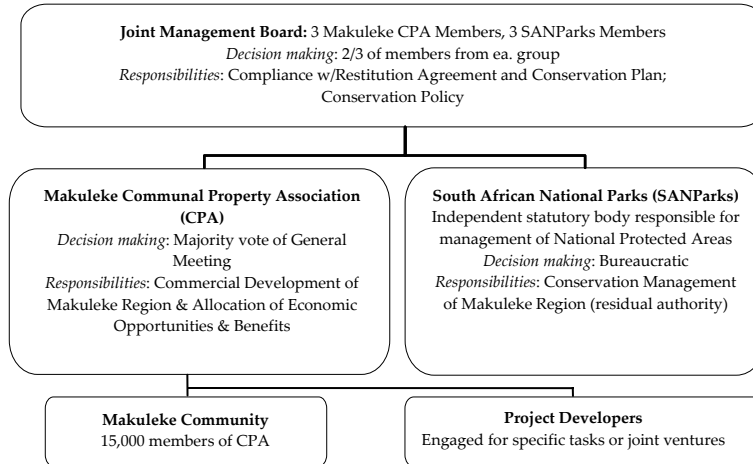 Joint Management Board: 3 Makuleke CPA Members, 3 SANParks Members
Decision making: 2/3 of members from ea. group
Responsibilities: Compliance w/Restitution Agreement and Conservation Plan;
Conservation Policy
Makuleke Communal Property Association
(CPA)
Decision making: Majority vote of General
Meeting
Responsibilities: Commercial Development of
Makuleke Region & Allocation of Economic
Opportunities & Benefits
South African National Parks (SANParks)
Independent statutory body responsible for
management of National Protected Areas
Decision making: Bureaucratic
Responsibilities: Conservation Management
of Makuleke Region (residual authority)
Makuleke Community
15,000 members of CPA
Project Developers
Engaged for specific tasks or joint ventures